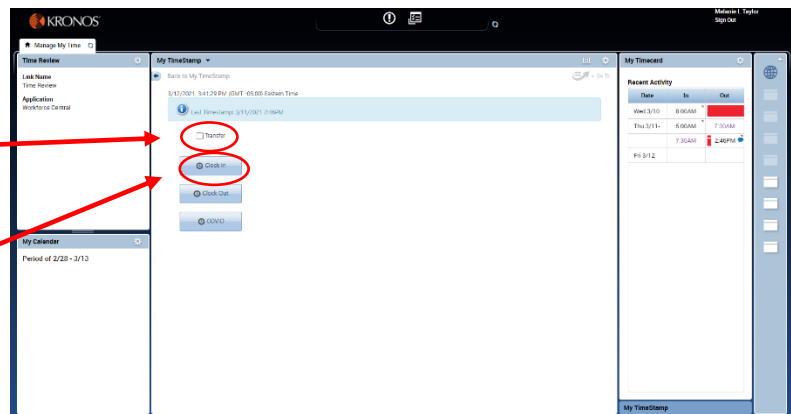 KRONOS
Melanie L Taylor
Sign Out
Manage My Time
Time Review
Link Name
Time Review
Application
Workforce Central
My Calendar
Period of 2/28 - 3/13
My TimeStamp
Back to My TimeStamp
Go To
3/12/2021 3:41:29 PM (GMT -05:00) Eastern Time
Last Timestamp: 3/11/2021 2:46PM
Transfer
Clock In
Clock Out
COVID
My Timecard
Recent Activity
Date In Out
Wed 3/10 8:00AM
Thu 3/11- 5:00AM 7:30AM
7:30AM 2:46PM
Fri 3/12
My TimeStamp